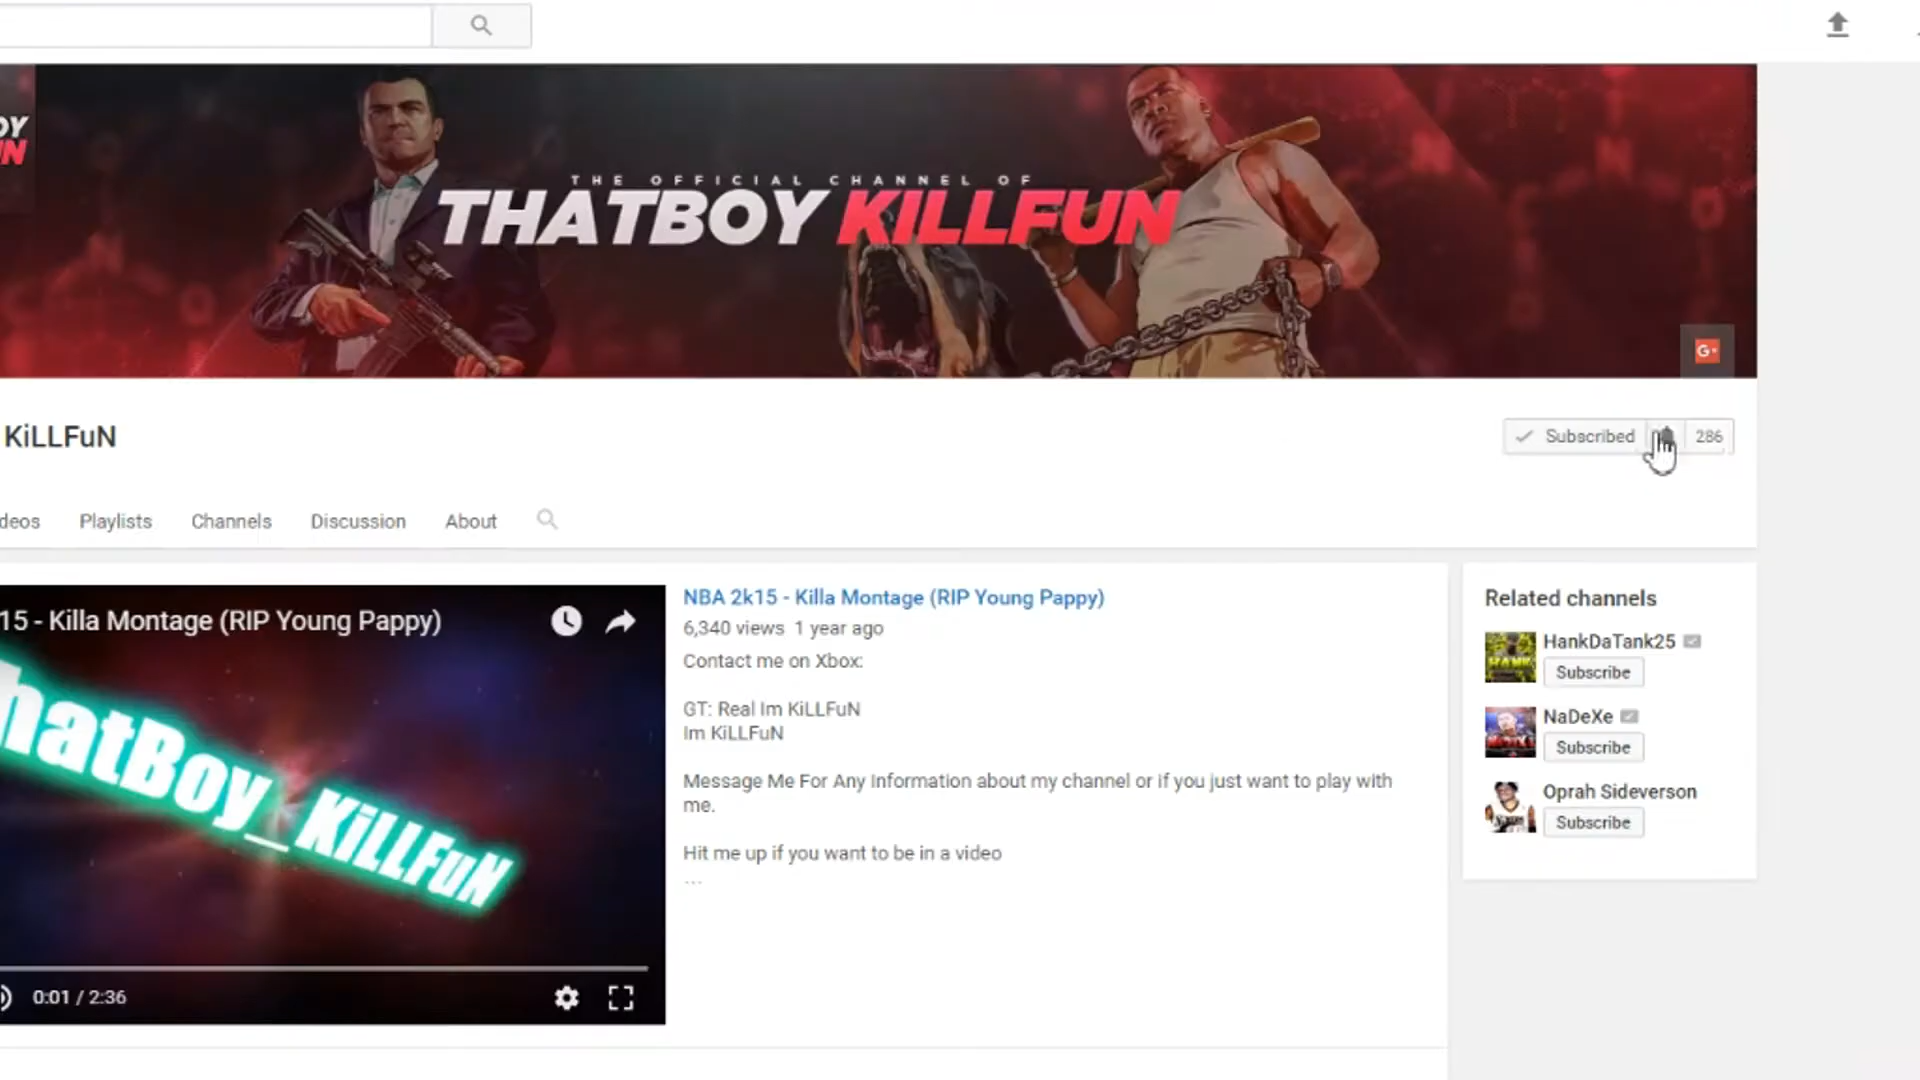 OY
N
THE OFFICIAL CHANNEL OF
THATBOY KILLFUN
G+
KiLLFuN
Subscribed 286
deos Playlists Channels Discussion About
15 - Killa Montage (RIP Young Pappy)
hatBoy_KiLLFuN
0:01 / 2:36
NBA 2k15 - Killa Montage (RIP Young Pappy)
6,340 views 1 year ago
Contact me on Xbox:
GT: Real Im KiLLFuN
Im KiLLFuN
Message Me For Any Information about my channel or if you just want to play with
me.
Hit me up if you want to be in a video
...
Related channels
HankDaTank25
Subscribe
NaDeXe
Subscribe
Oprah Sideverson
Subscribe